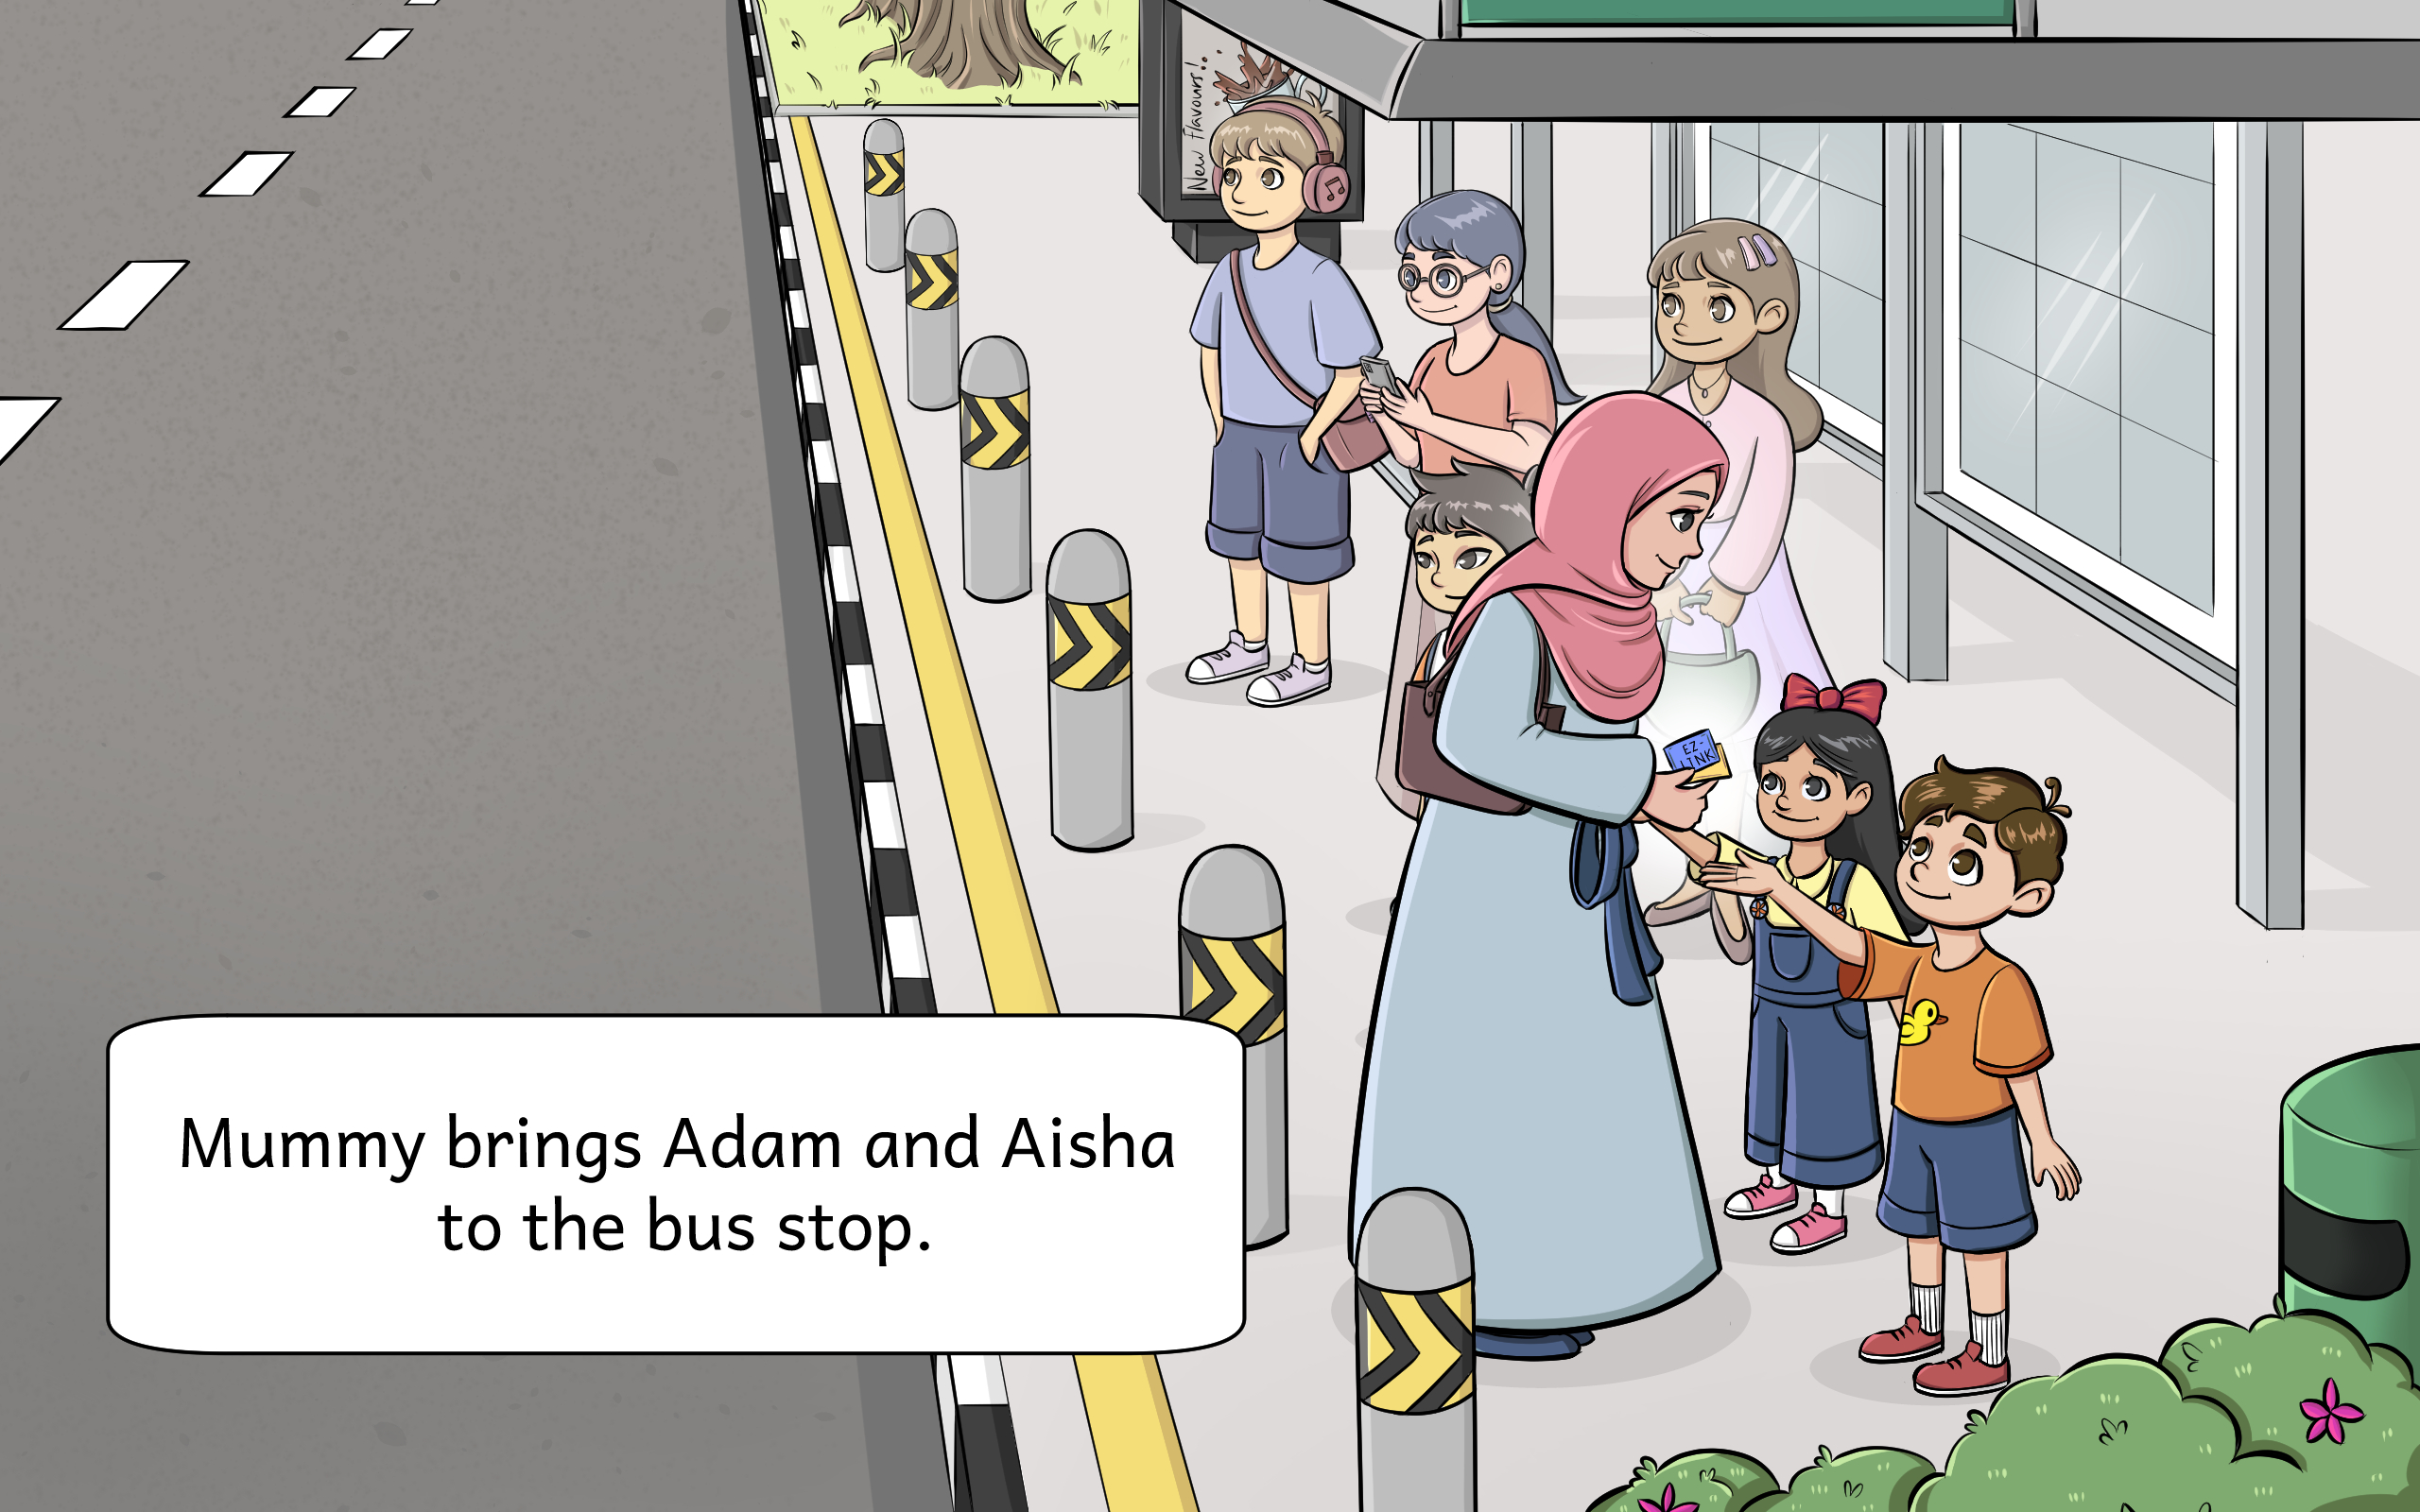 New Flavours!
EZ-
LINK
Mummy brings Adam and Aisha
to the bus stop.